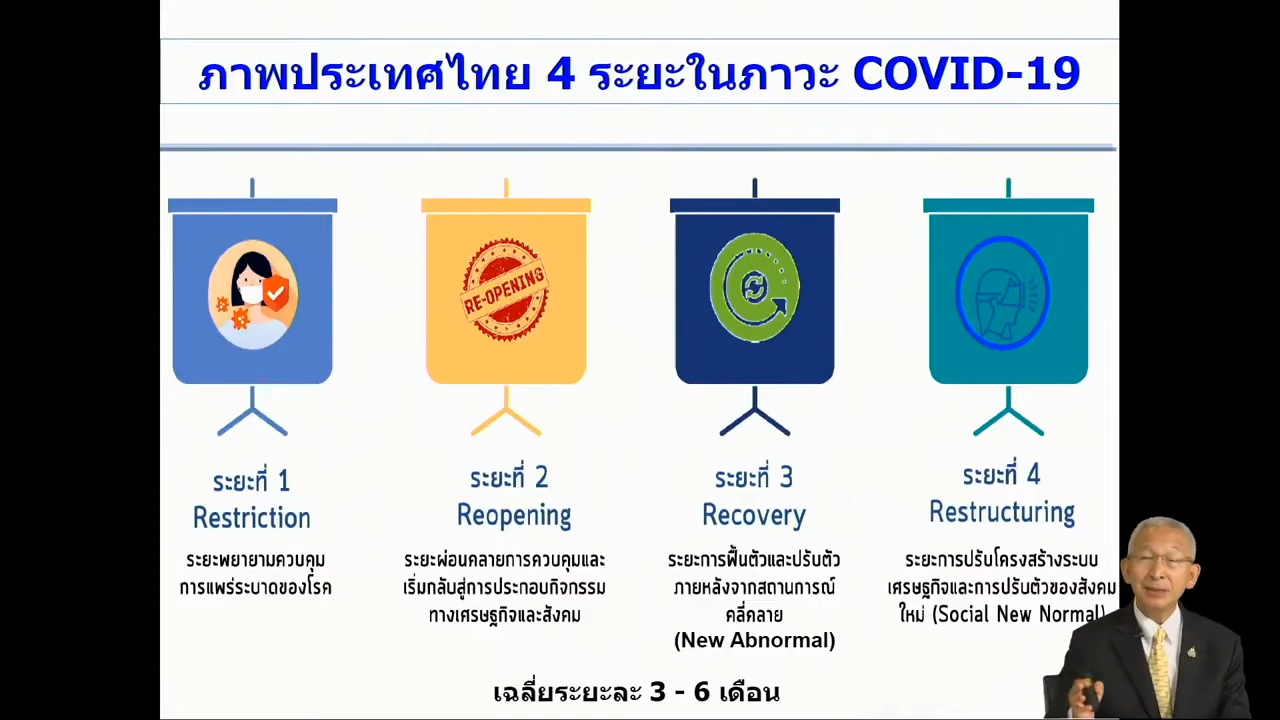 ภาพประเทศไทย 4 ระยะในภาวะ COVID-19
RE-OPENING
ระยะที่ 1
Restriction
ระยะพยายามควบคุม
การแพร่ระบาดของโรค
ระยะที่ 2
Reopening
ระยะผ่อนคลายการควบคุมและ
เริ่มกลับสู่การประกอบกิจกรรม
ทางเศรษฐกิจและสังคม
ระยะที่ 3
Recovery
ระยะการฟื้นตัวและปรับตัว
ภายหลังจากสถานการณ์
คลี่คลาย
(New Abnormal)
ระยะที่ 4
Restructuring
ระยะการปรับโครงสร้างระบบ
เศรษฐกิจและการปรับตัวของสังคม
ใหม่ (Social New Normal)
เฉลี่ยระยะละ 3 - 6 เดือน